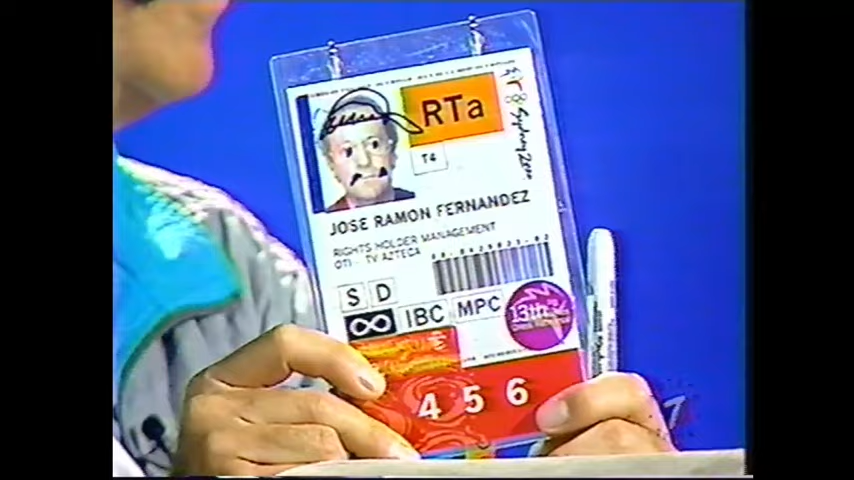 RTa
T4
Sydney 2000
JOSE RAMON FERNANDEZ
RIGHTS HOLDER MANAGEMENT
OTI - TV AZTECA
S D
∞ IBC MPC
13th
4 5 6